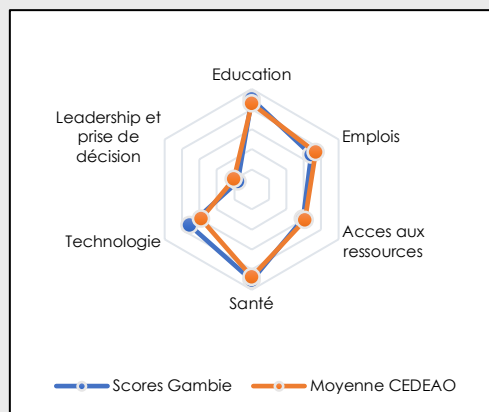 Education
Leadership et
prise de
décision
Emplois
Technologie
Acces aux
ressources
Santé
Scores Gambie
Moyenne CEDEAO